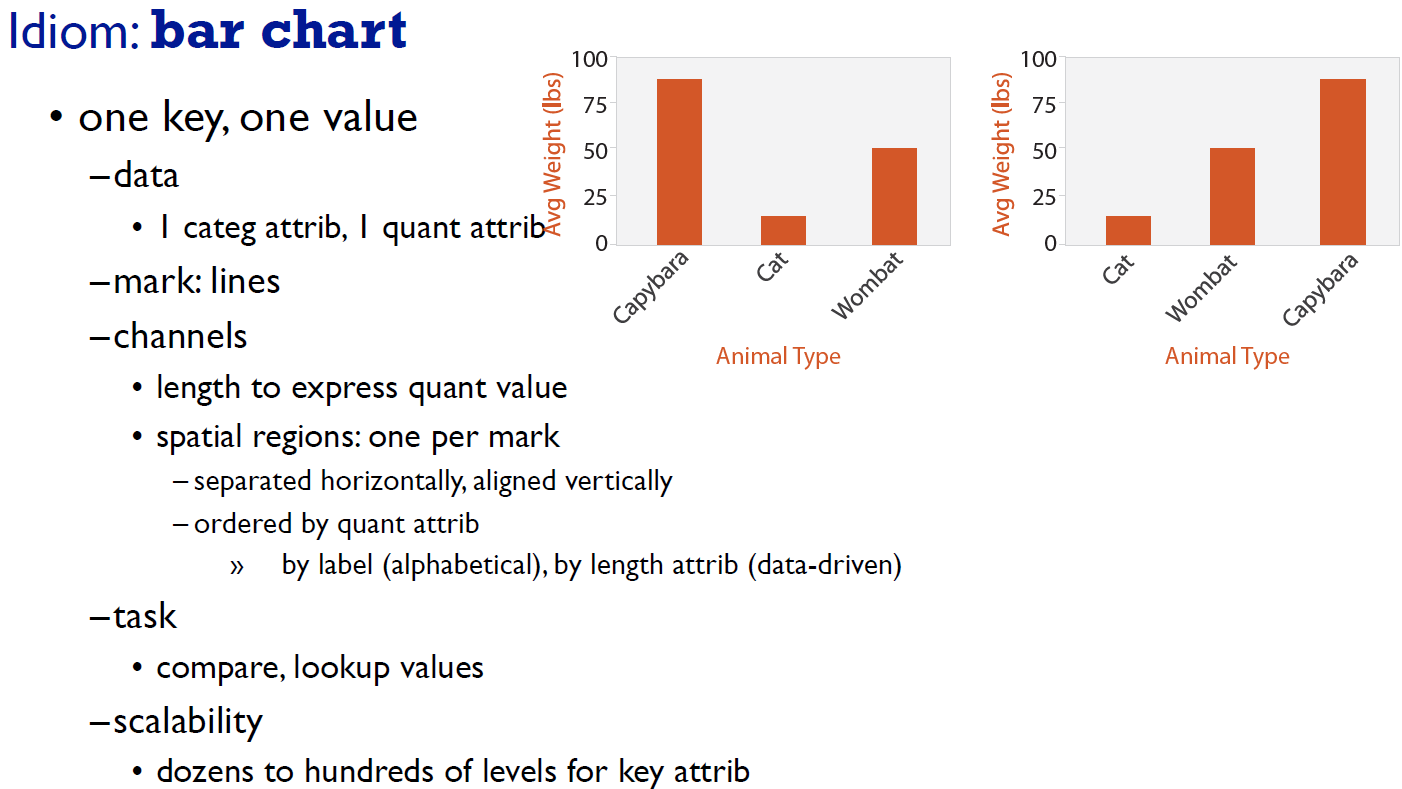 Idiom: bar chart
• one key, one value
–data
• 1 categ attrib, 1 quant attrib
–mark: lines
–channels
• length to express quant value
• spatial regions: one per mark
– separated horizontally, aligned vertically
– ordered by quant attrib
» by label (alphabetical), by length attrib (data-driven)
–task
• compare, lookup values
–scalability
• dozens to hundreds of levels for key attrib
Avg Weight (lbs)
100
75
50
25
0
Capybara
Cat
Wombat
Animal Type
Avg Weight (lbs)
100
75
50
25
0
Cat
Wombat
Capybara
Animal Type